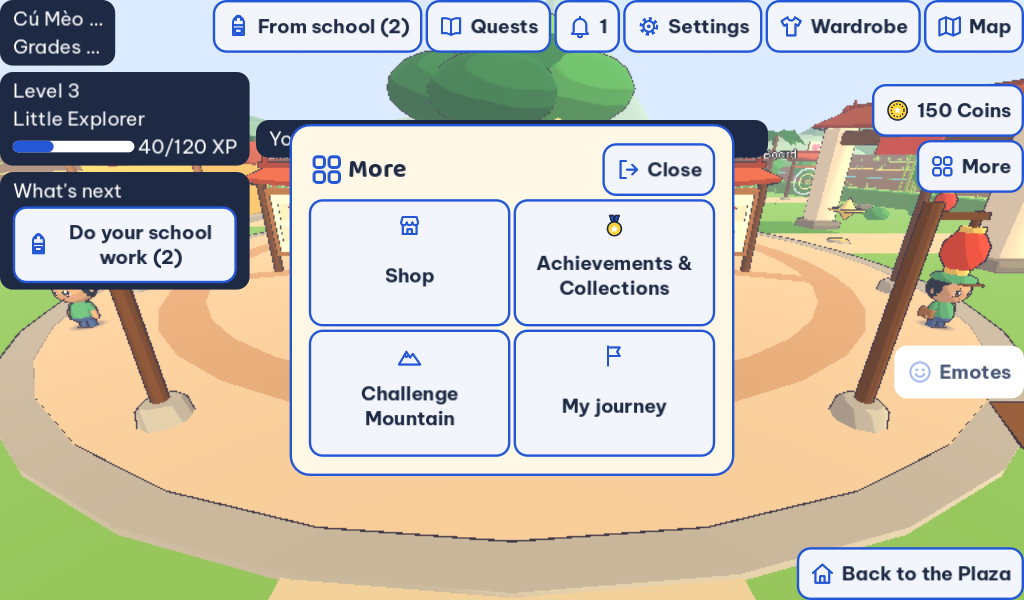 Cú Mèo ...
Grades ...
From school (2)
Quests
1
Settings
Wardrobe
Map
Level 3
Little Explorer
40/120 XP
150 Coins
Yo
Board
More
What's next
Do your school
work (2)
More
Close
Shop
Achievements &
Collections
Challenge
Mountain
My journey
Emotes
Back to the Plaza